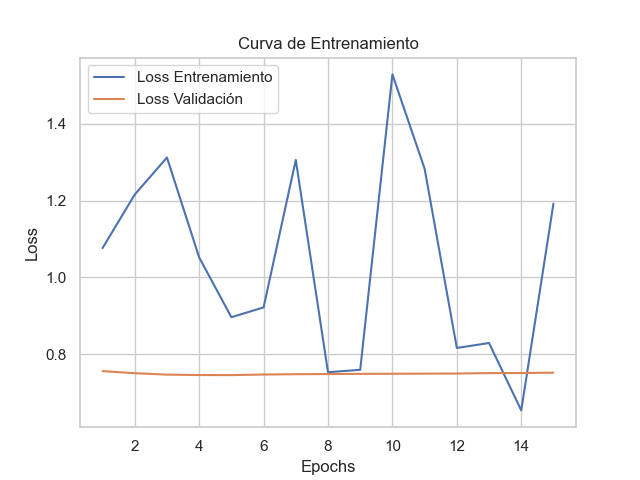 Curva de Entrenamiento
Loss Entrenamiento
Loss Validación
Loss
1.4
1.2
1.0
0.8
2 4 6 8 10 12 14
Epochs